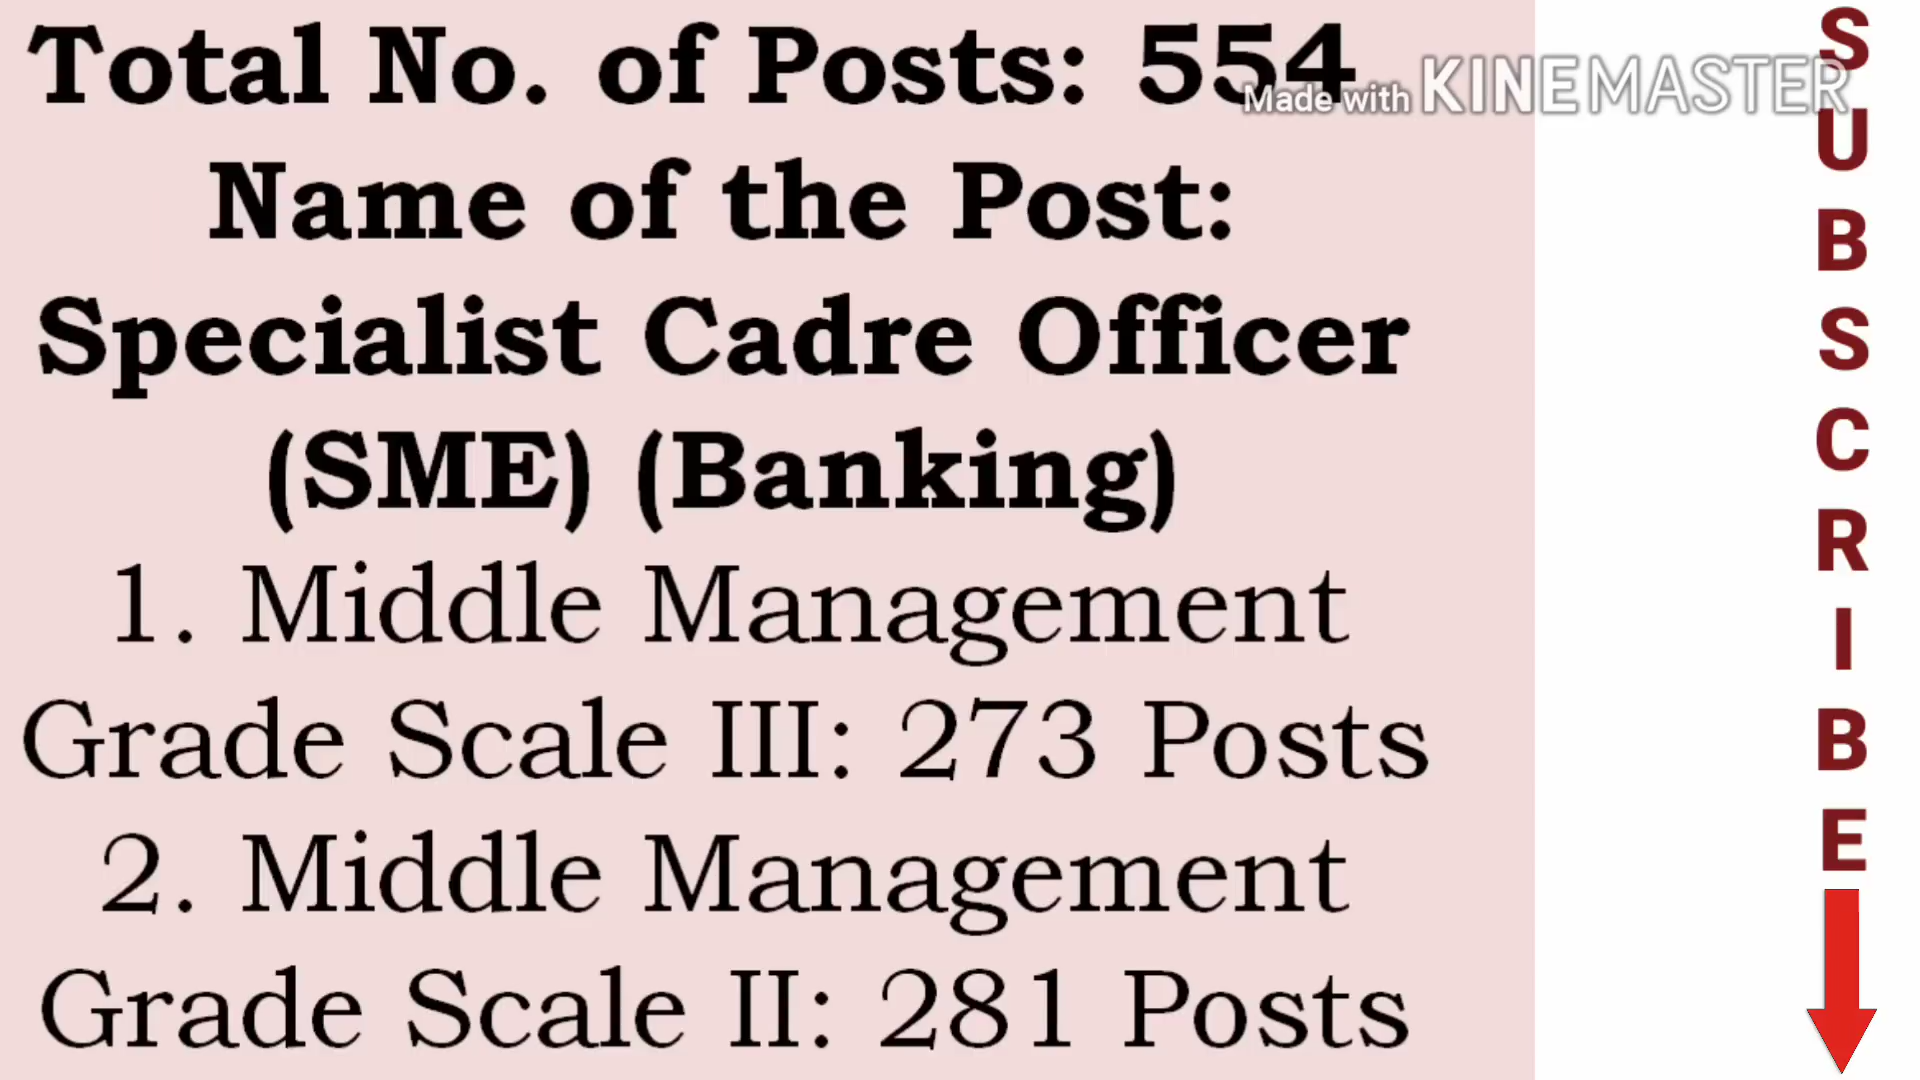 Total No. of Posts: 554
Made with KINEMASTER
Name of the Post:
Specialist Cadre Officer
(SME) (Banking)
1. Middle Management
Grade Scale III: 273 Posts
2. Middle Management
Grade Scale II: 281 Posts
SUBSCRIBE